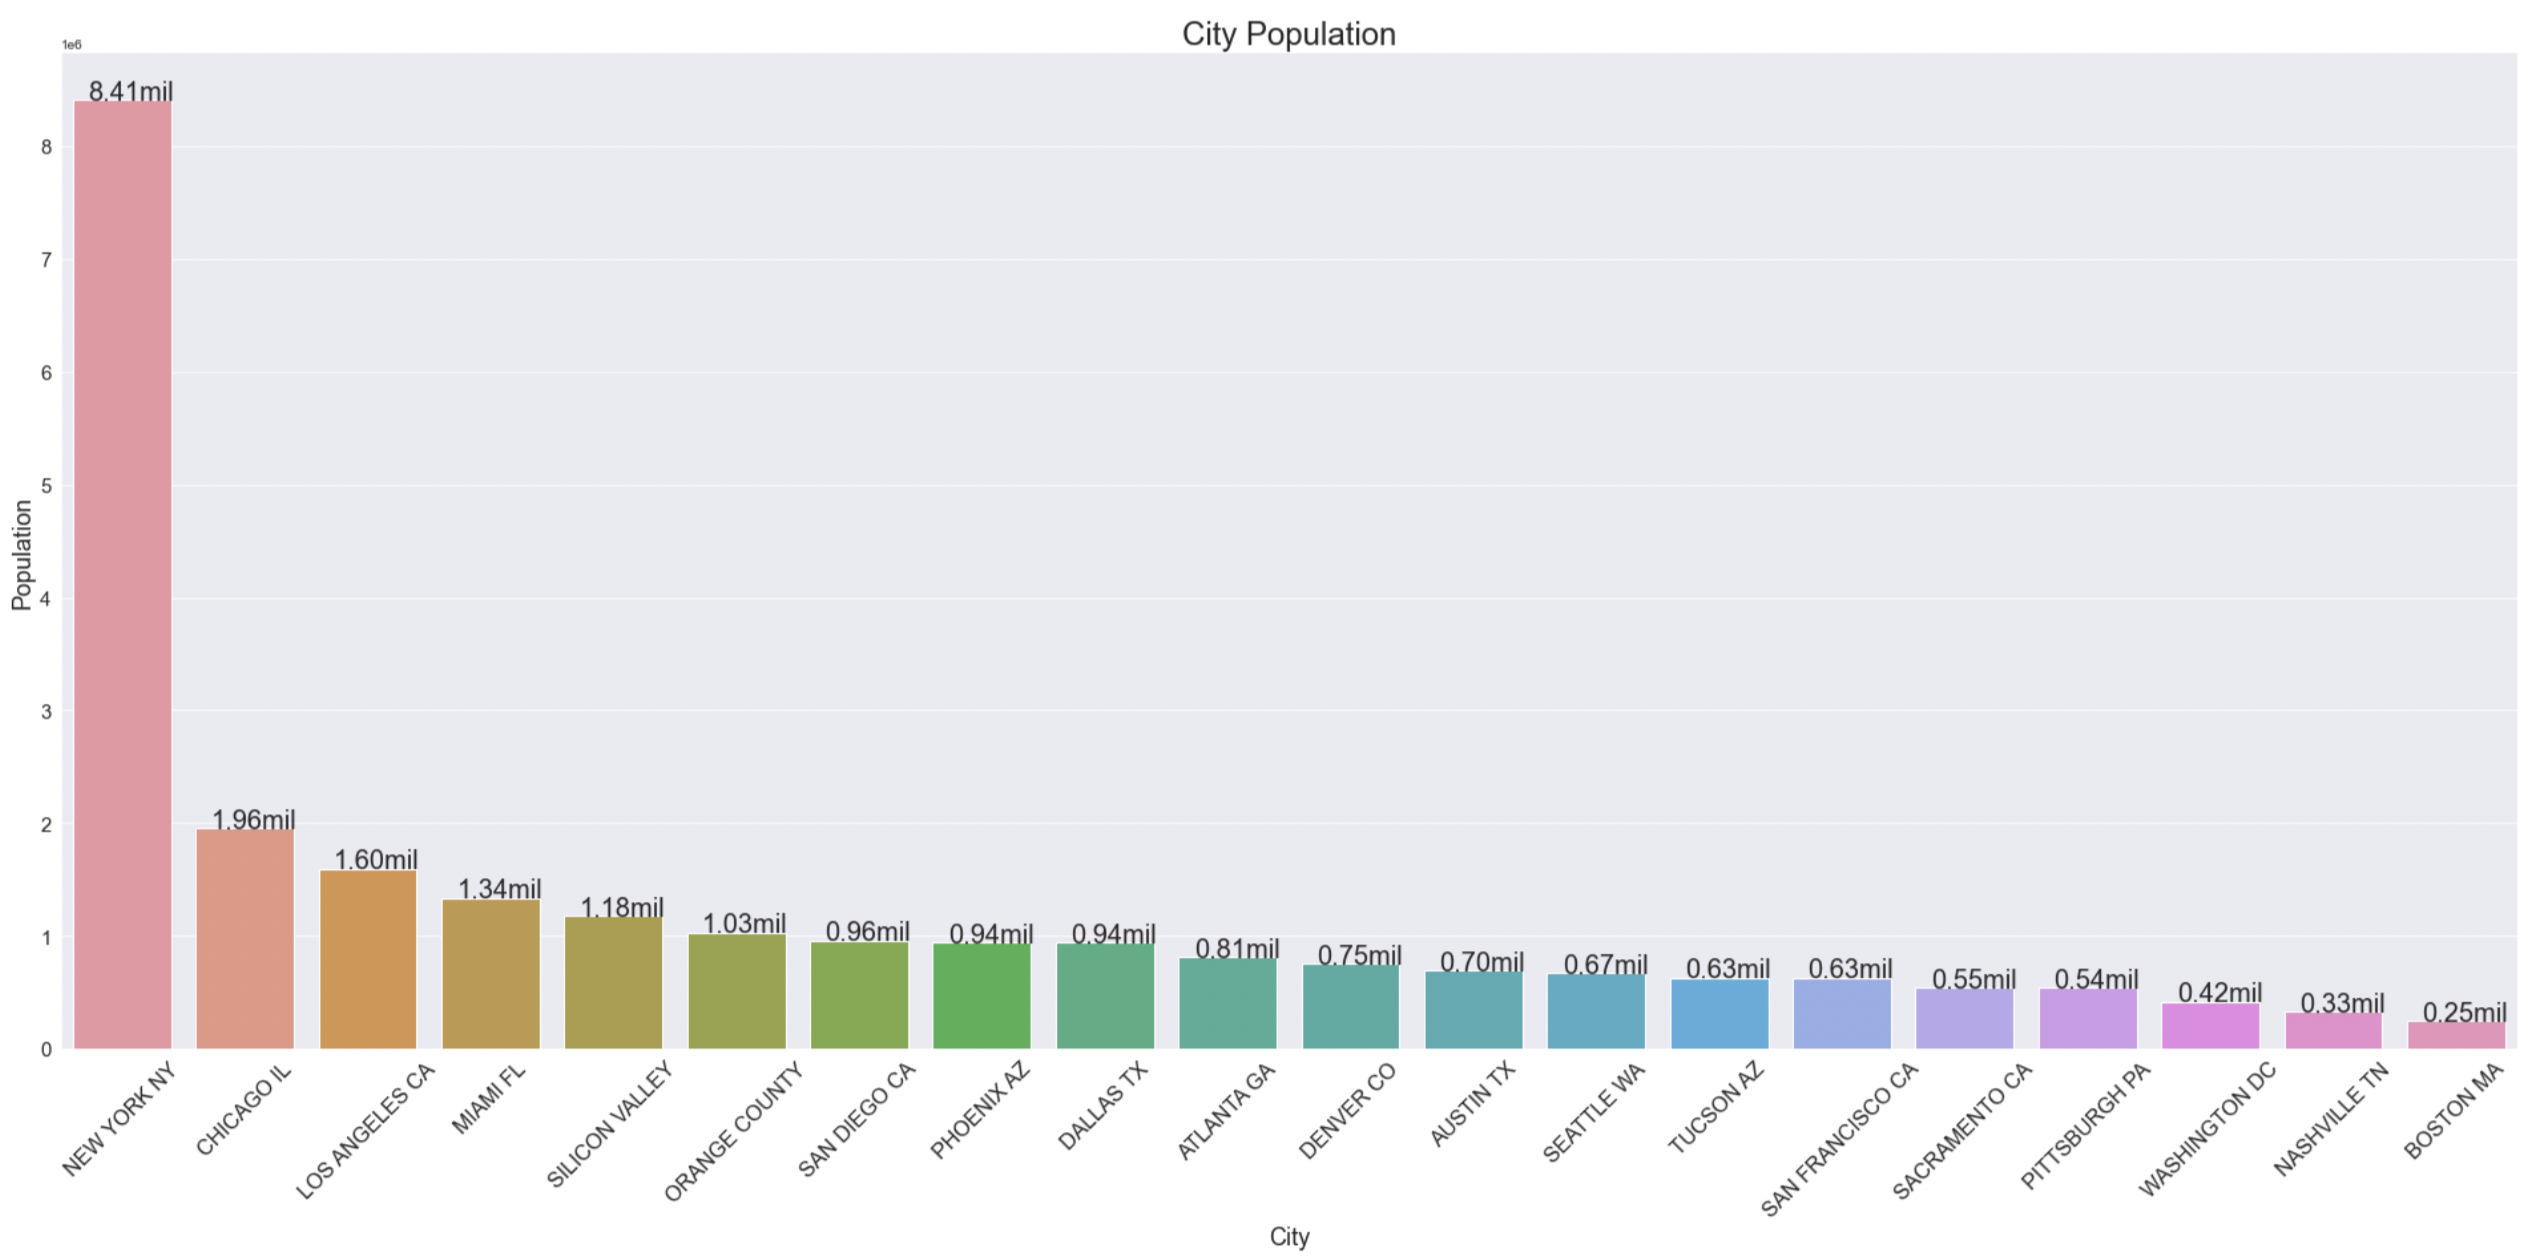 City Population
1e6
8
7
6
5
4
3
2
1
0
Population
8.41mil
1.96mil
1.60mil
1.34mil
1.18mil
1.03mil
0.96mil
0.94mil
0.94mil
0.81mil
0.75mil
0.70mil
0.67mil
0.63mil
0.63mil
0.55mil
0.54mil
0.42mil
0.33mil
0.25mil
NEW YORK NY
CHICAGO IL
LOS ANGELES CA
MIAMI FL
SILICON VALLEY
ORANGE COUNTY
SAN DIEGO CA
PHOENIX AZ
DALLAS TX
ATLANTA GA
DENVER CO
AUSTIN TX
SEATTLE WA
TUCSON AZ
SAN FRANCISCO CA
SACRAMENTO CA
PITTSBURGH PA
WASHINGTON DC
NASHVILLE TN
BOSTON MA
City